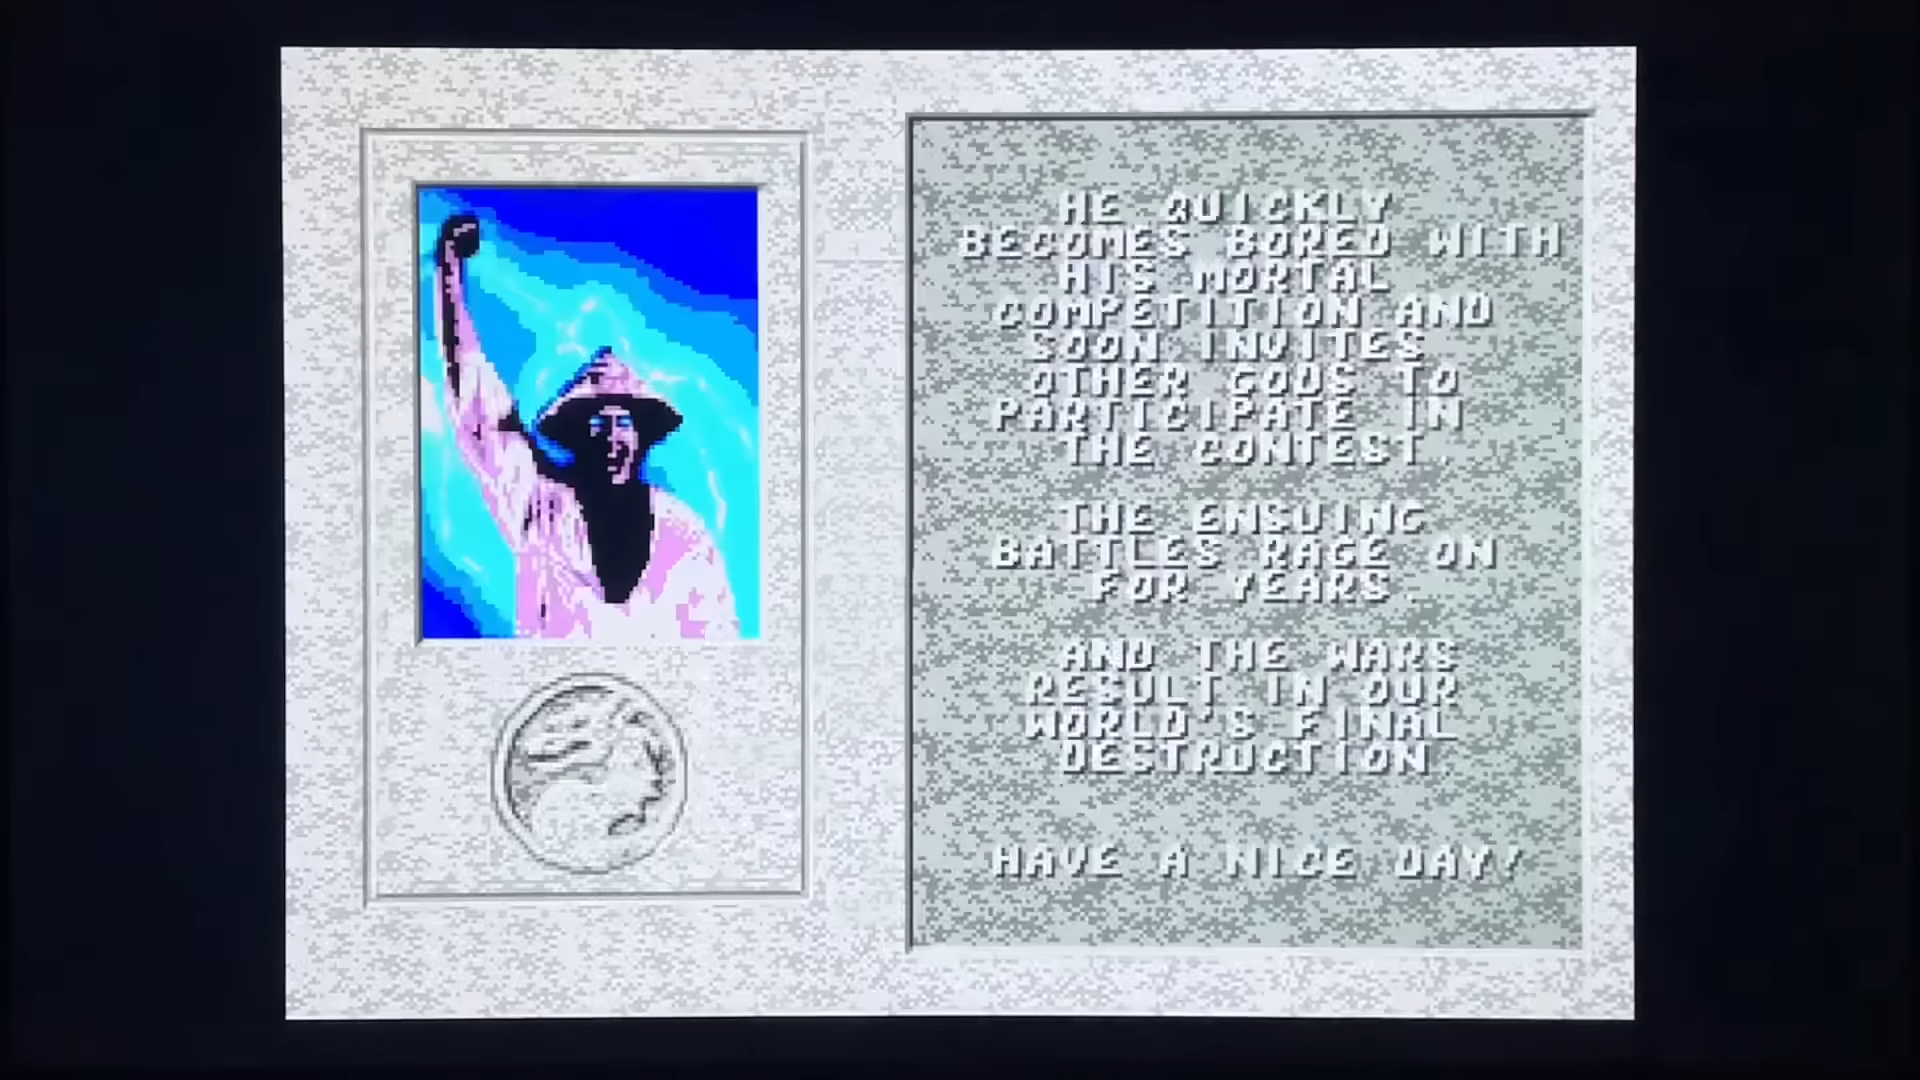 HE QUICKLY
BECOMES BORED WITH
HIS MORTAL
COMPETITION AND
SOON INVITES
OTHER GODS TO
PARTICIPATE IN
THE CONTEST.
THE ENSUING
BATTLES RAGE ON
FOR YEARS.
AND THE WARS
RESULT IN OUR
WORLD'S FINAL
DESTRUCTION
HAVE A NICE DAY!